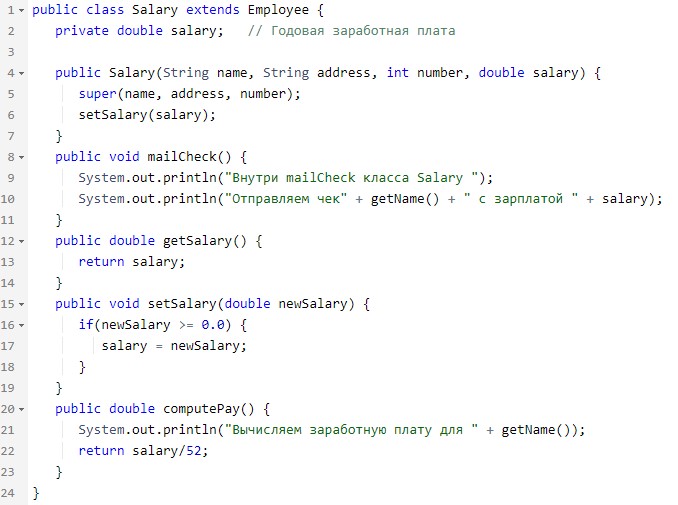 1 public class Salary extends Employee {
2 private double salary; // Годовая заработная плата
3
4 public Salary(String name, String address, int number, double salary) {
5 super(name, address, number);
6 setSalary(salary);
7 }
8 public void mailCheck() {
9 System.out.println("Внутри mailCheck класса Salary ");
10 System.out.println("Отправляем чек" + getName() + " с зарплатой " + salary);
11 }
12 public double getSalary() {
13 return salary;
14 }
15 public void setSalary(double newSalary) {
16 if(newSalary >= 0.0) {
17 salary = newSalary;
18 }
19 }
20 public double computePay() {
21 System.out.println("Вычисляем заработную плату для " + getName());
22 return salary/52;
23 }
24 }